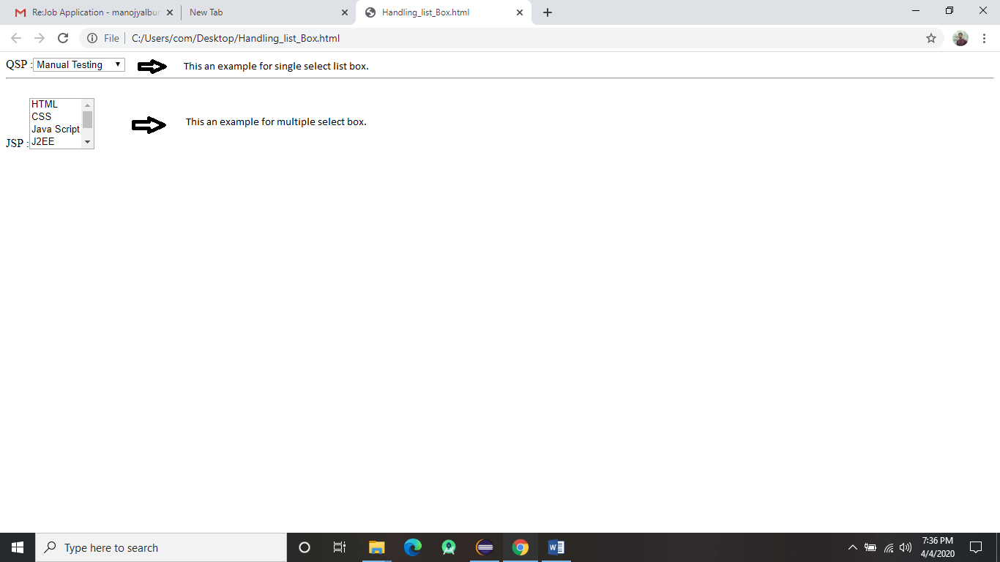 Re:Job Application - manojyalbur
New Tab
Handling_list_Box.html
File
C:/Users/com/Desktop/Handling_list_Box.html
QSP :
Manual Testing
This an example for single select list box.
HTML
CSS
Java Script
J2EE
JSP :
This an example for multiple select box.
Type here to search
7:36 PM
4/4/2020